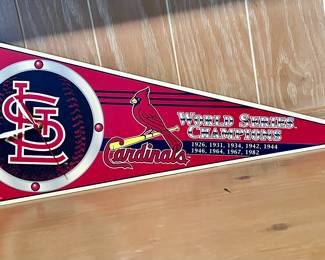 STL
Cardinals
WORLD SERIES
CHAMPIONS
1926, 1931, 1934, 1942, 1944
1946, 1964, 1967, 1982